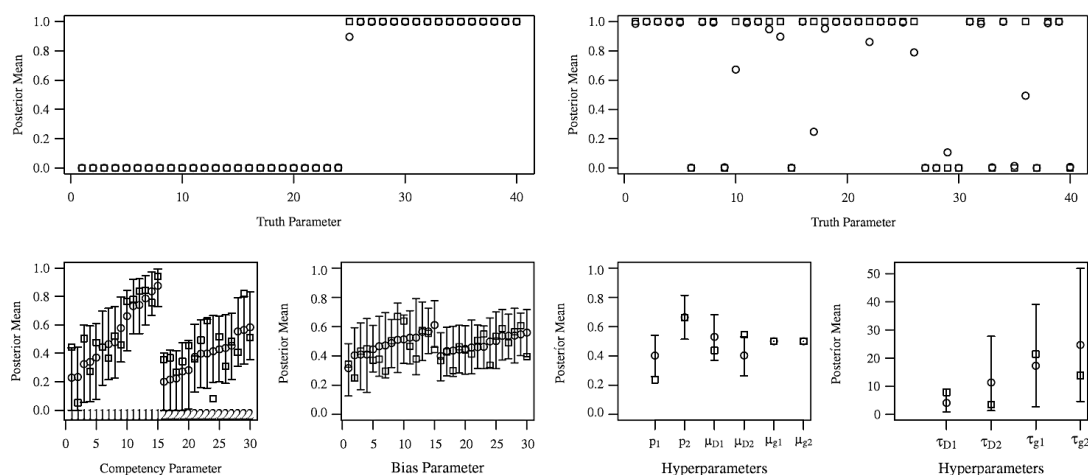 Posterior Mean
1.0
0.8
0.6
0.4
0.2
0.0
0
10
20
30
40
Truth Parameter
Posterior Mean
1.0
0.8
0.6
0.4
0.2
0.0
0
10
20
30
40
Truth Parameter
Posterior Mean
1.0
0.8
0.6
0.4
0.2
0.0
0
5
10
15
20
25
30
Competency Parameter
Posterior Mean
1.0
0.8
0.6
0.4
0.2
0.0
0
5
10
15
20
25
30
Bias Parameter
Posterior Mean
1.0
0.8
0.6
0.4
0.2
0.0
p1
p2
μD1
μD2
μg1
μg2
Hyperparameters
Posterior Mean
50
40
30
20
10
0
τD1
τD2
τg1
τg2
Hyperparameters